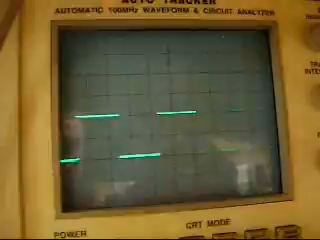 AUTO TRACKER
AUTOMATIC 100MHz WAVEFORM & CIRCUIT ANALYZER
POWER
CRT MODE